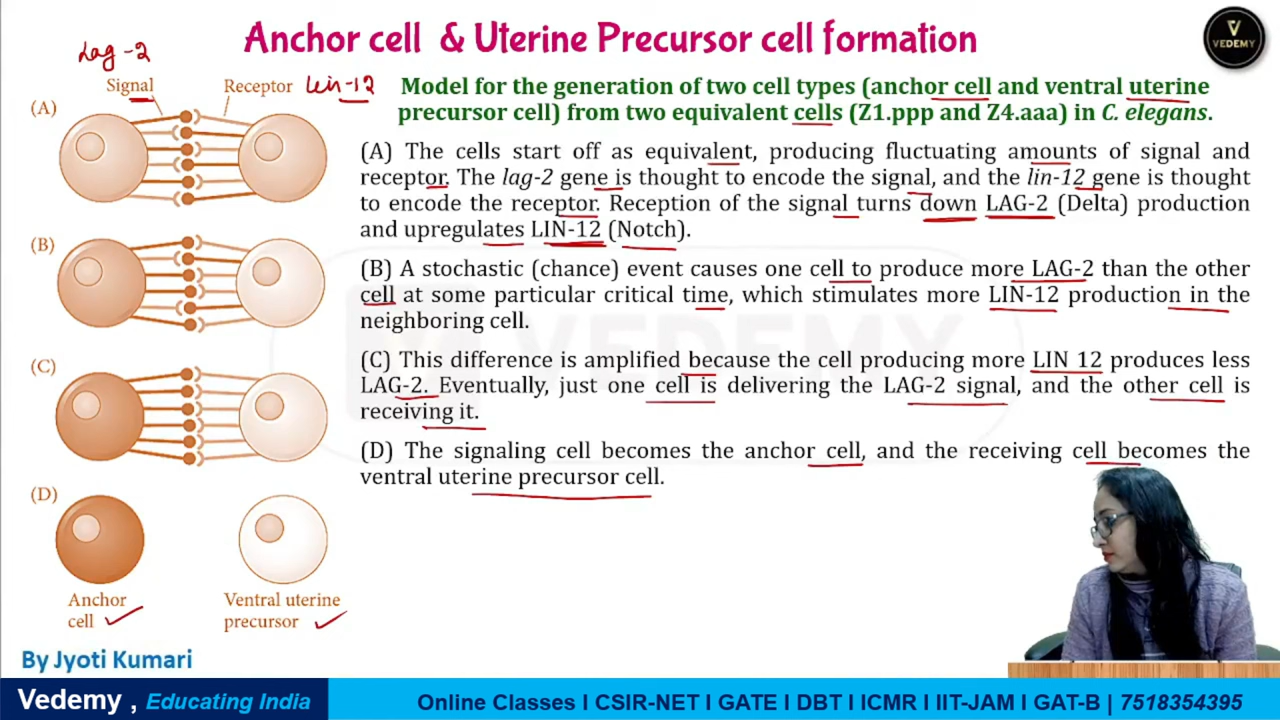 Anchor cell & Uterine Precursor cell formation
VEDEMY
Lag-2
Signal
Receptor
Lin-12
Model for the generation of two cell types (anchor cell and ventral uterine
precursor cell) from two equivalent cells (Z1.ppp and Z4.aaa) in C. elegans.
(A)
(A) The cells start off as equivalent, producing fluctuating amounts of signal and
receptor. The lag-2 gene is thought to encode the signal, and the lin-12 gene is thought
to encode the receptor. Reception of the signal turns down LAG-2 (Delta) production
and upregulates LIN-12 (Notch).
(B)
(B) A stochastic (chance) event causes one cell to produce more LAG-2 than the other
cell at some particular critical time, which stimulates more LIN-12 production in the
neighboring cell.
VEDEMY
(C)
(C) This difference is amplified because the cell producing more LIN 12 produces less
LAG-2. Eventually, just one cell is delivering the LAG-2 signal, and the other cell is
receiving it.
(D) The signaling cell becomes the anchor cell, and the receiving cell becomes the
ventral uterine precursor cell.
(D)
Anchor
cell
Ventral uterine
precursor
By Jyoti Kumari
Vedemy , Educating India
Online Classes I CSIR-NET I GATE I DBT I ICMR I IIT-JAM I GAT-B | 7518354395